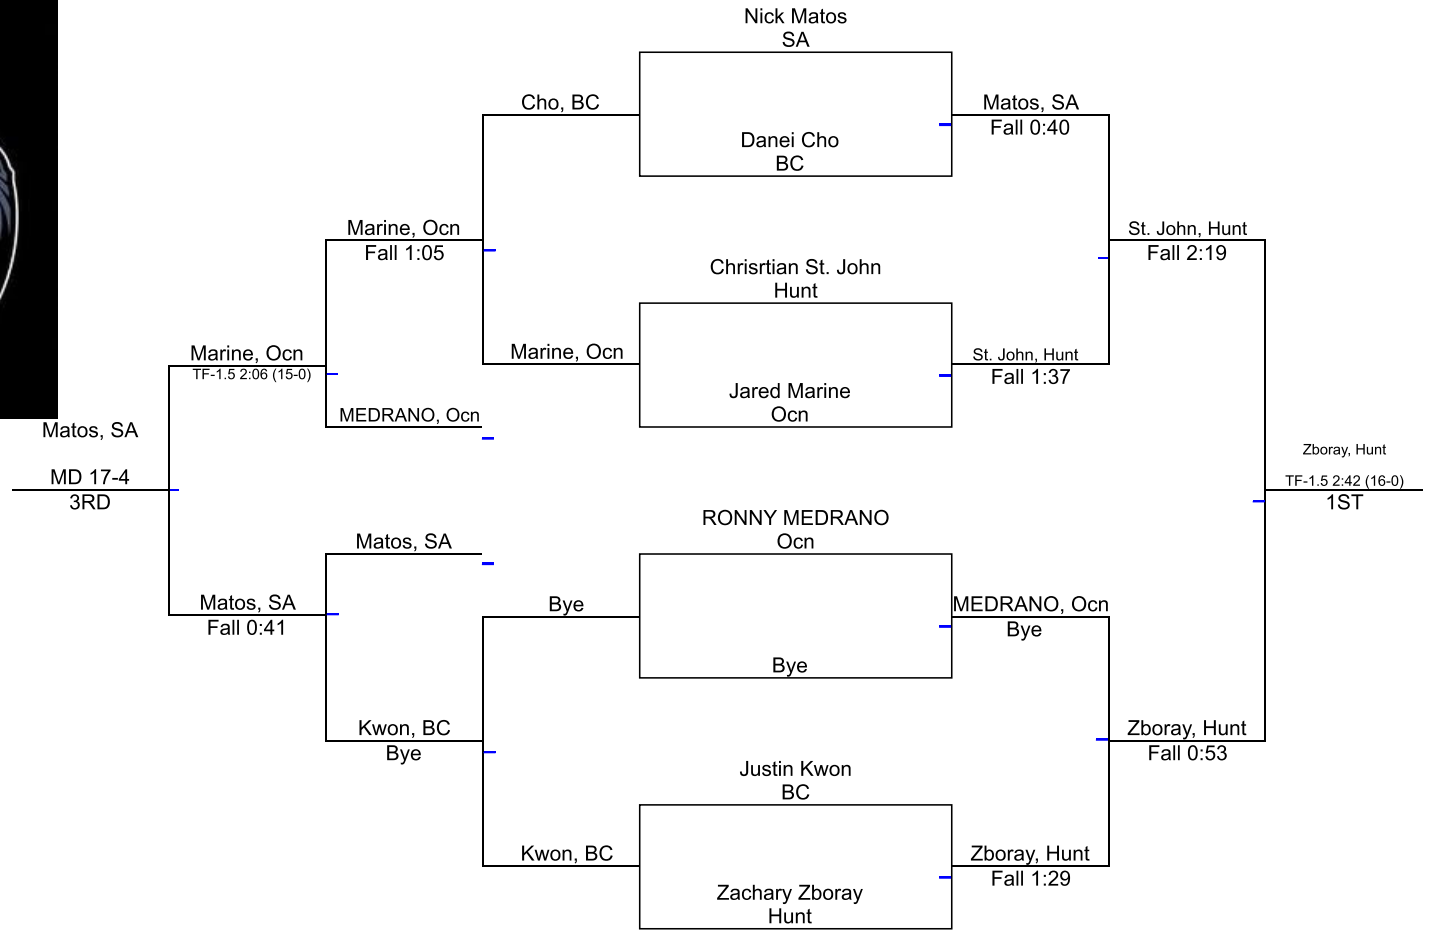 Nick Matos
SA
Cho, BC
Matos, SA
Fall 0:40
Danei Cho
BC
Marine, Ocn
Fall 1:05
St. John, Hunt
Fall 2:19
Chrisrtian St. John
Hunt
Marine, Ocn
TF-1.5 2:06 (15-0)
Marine, Ocn
St. John, Hunt
Fall 1:37
Jared Marine
Ocn
MEDRANO, Ocn
Matos, SA
MD 17-4
3RD
Zboray, Hunt
TF-1.5 2:42 (16-0)
1ST
RONNY MEDRANO
Ocn
Matos, SA
Matos, SA
Fall 0:41
Bye
MEDRANO, Ocn
Bye
Bye
Kwon, BC
Bye
Zboray, Hunt
Fall 0:53
Justin Kwon
BC
Kwon, BC
Zboray, Hunt
Fall 1:29
Zachary Zboray
Hunt